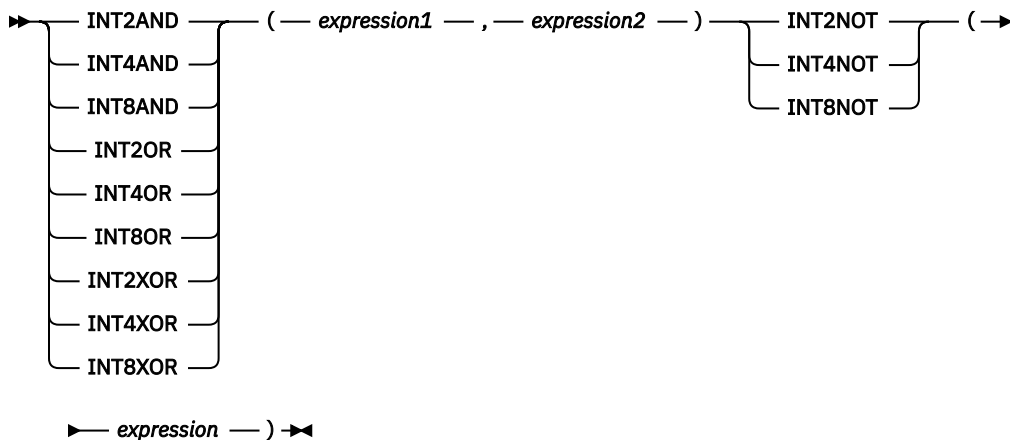 INT2AND ( expression1 , expression2 ) INT2NOT (
INT4AND INT4NOT
INT8AND INT8NOT
INT2OR
INT4OR
INT8OR
INT2XOR
INT4XOR
INT8XOR
expression )